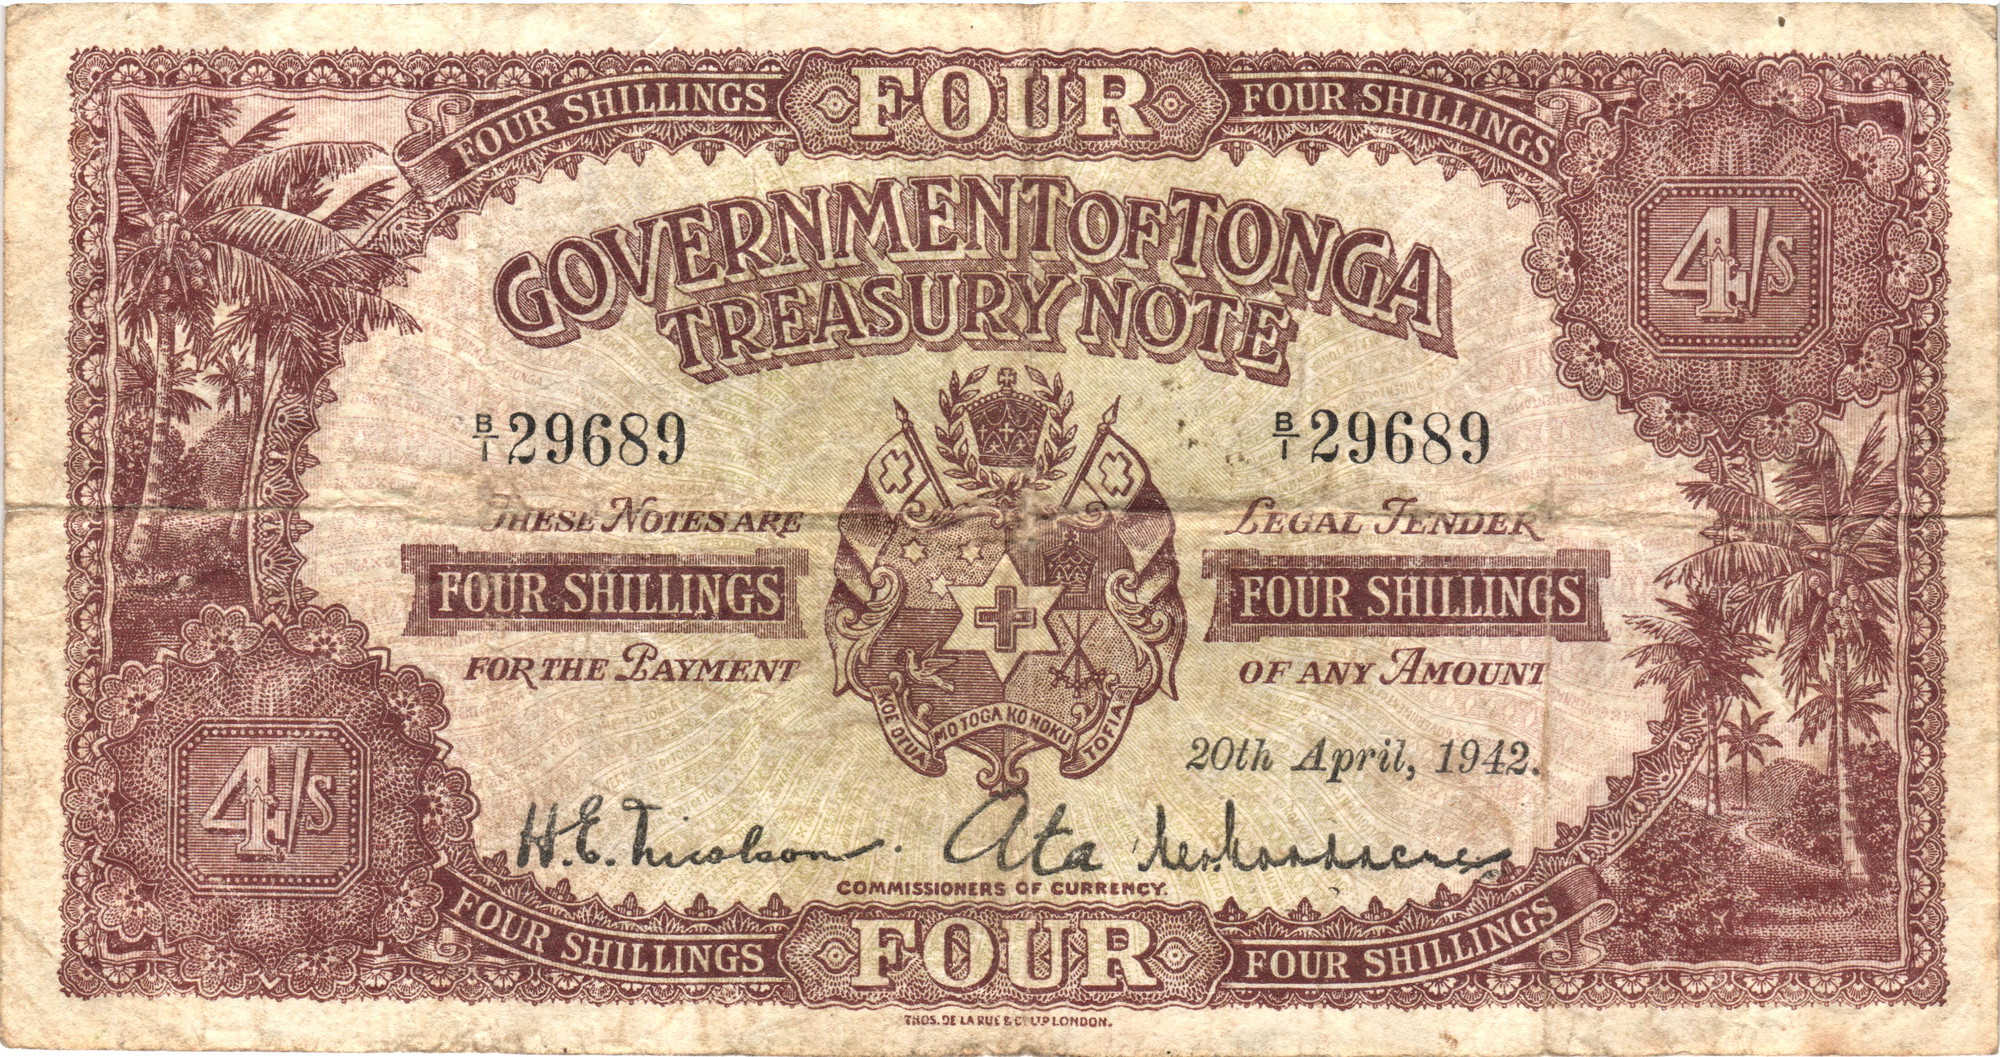 FOUR SHILLINGS FOUR FOUR SHILLINGS
4/s
GOVERNMENT OF TONGA
TREASURY NOTE
B/1 29689 B/1 29689
THESE NOTES ARE LEGAL TENDER
FOUR SHILLINGS FOUR SHILLINGS
FOR THE PAYMENT OF ANY AMOUNT
KOE OTUA MO TOGA KO HOKU TOFIA
20th April, 1942.
4/s
H.E. Nicolson. Ata
COMMISSIONERS OF CURRENCY.
FOUR SHILLINGS FOUR FOUR SHILLINGS
THOS. DE LA RUE & Co. LTD LONDON.